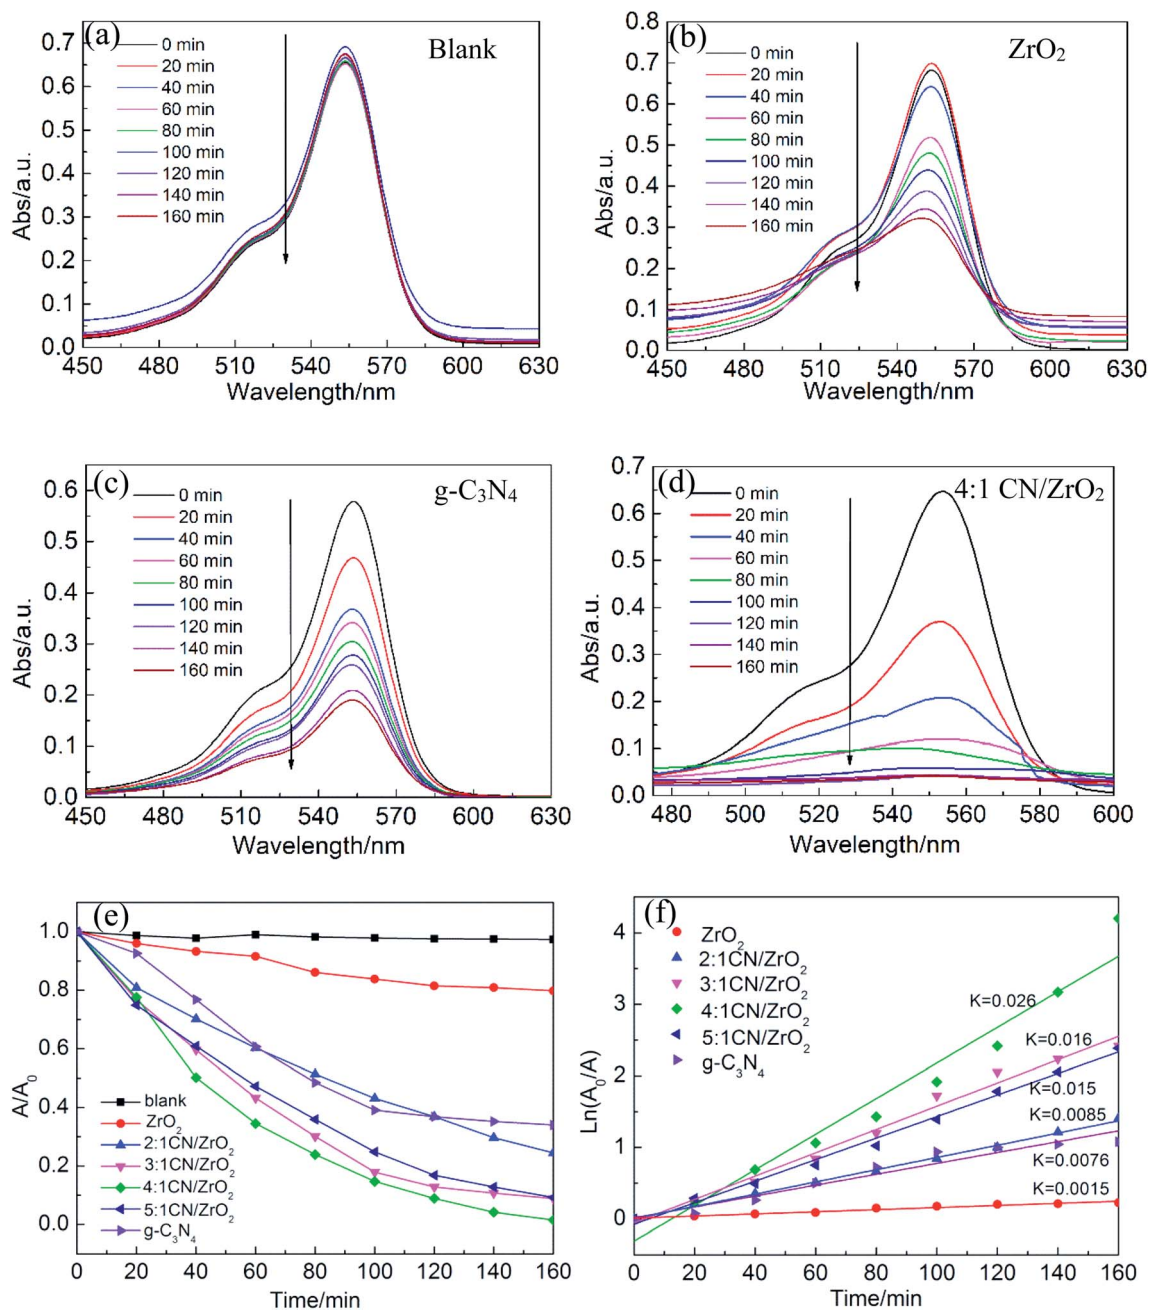 (a)
Blank
0 min
20 min
40 min
60 min
80 min
100 min
120 min
140 min
160 min
Abs/a.u.
0.7
0.6
0.5
0.4
0.3
0.2
0.1
0.0
450 480 510 540 570 600 630
Wavelength/nm
(b)
ZrO2
0 min
20 min
40 min
60 min
80 min
100 min
120 min
140 min
160 min
Abs/a.u.
0.8
0.7
0.6
0.5
0.4
0.3
0.2
0.1
0.0
450 480 510 540 570 600 630
Wavelength/nm
(c)
g-C3N4
0 min
20 min
40 min
60 min
80 min
100 min
120 min
140 min
160 min
Abs/a.u.
0.6
0.5
0.4
0.3
0.2
0.1
0.0
450 480 510 540 570 600 630
Wavelength/nm
(d)
4:1 CN/ZrO2
0 min
20 min
40 min
60 min
80 min
100 min
120 min
140 min
160 min
Abs/a.u.
0.7
0.6
0.5
0.4
0.3
0.2
0.1
0.0
500 520 540 560 580 600
Wavelength/nm
(e)
A/A0
1.0
0.8
0.6
0.4
0.2
0.0
blank
ZrO2
2:1CN/ZrO2
3:1CN/ZrO2
4:1CN/ZrO2
5:1CN/ZrO2
g-C3N4
0 20 40 60 80 100 120 140 160
Time/min
(f)
Ln(A0/A)
4
3
2
1
0
ZrO2
2:1CN/ZrO2
3:1CN/ZrO2
4:1CN/ZrO2
5:1CN/ZrO2
g-C3N4
K=0.026
K=0.016
K=0.015
K=0.0085
K=0.0076
K=0.0015
0 20 40 60 80 100 120 140 160
Time/min